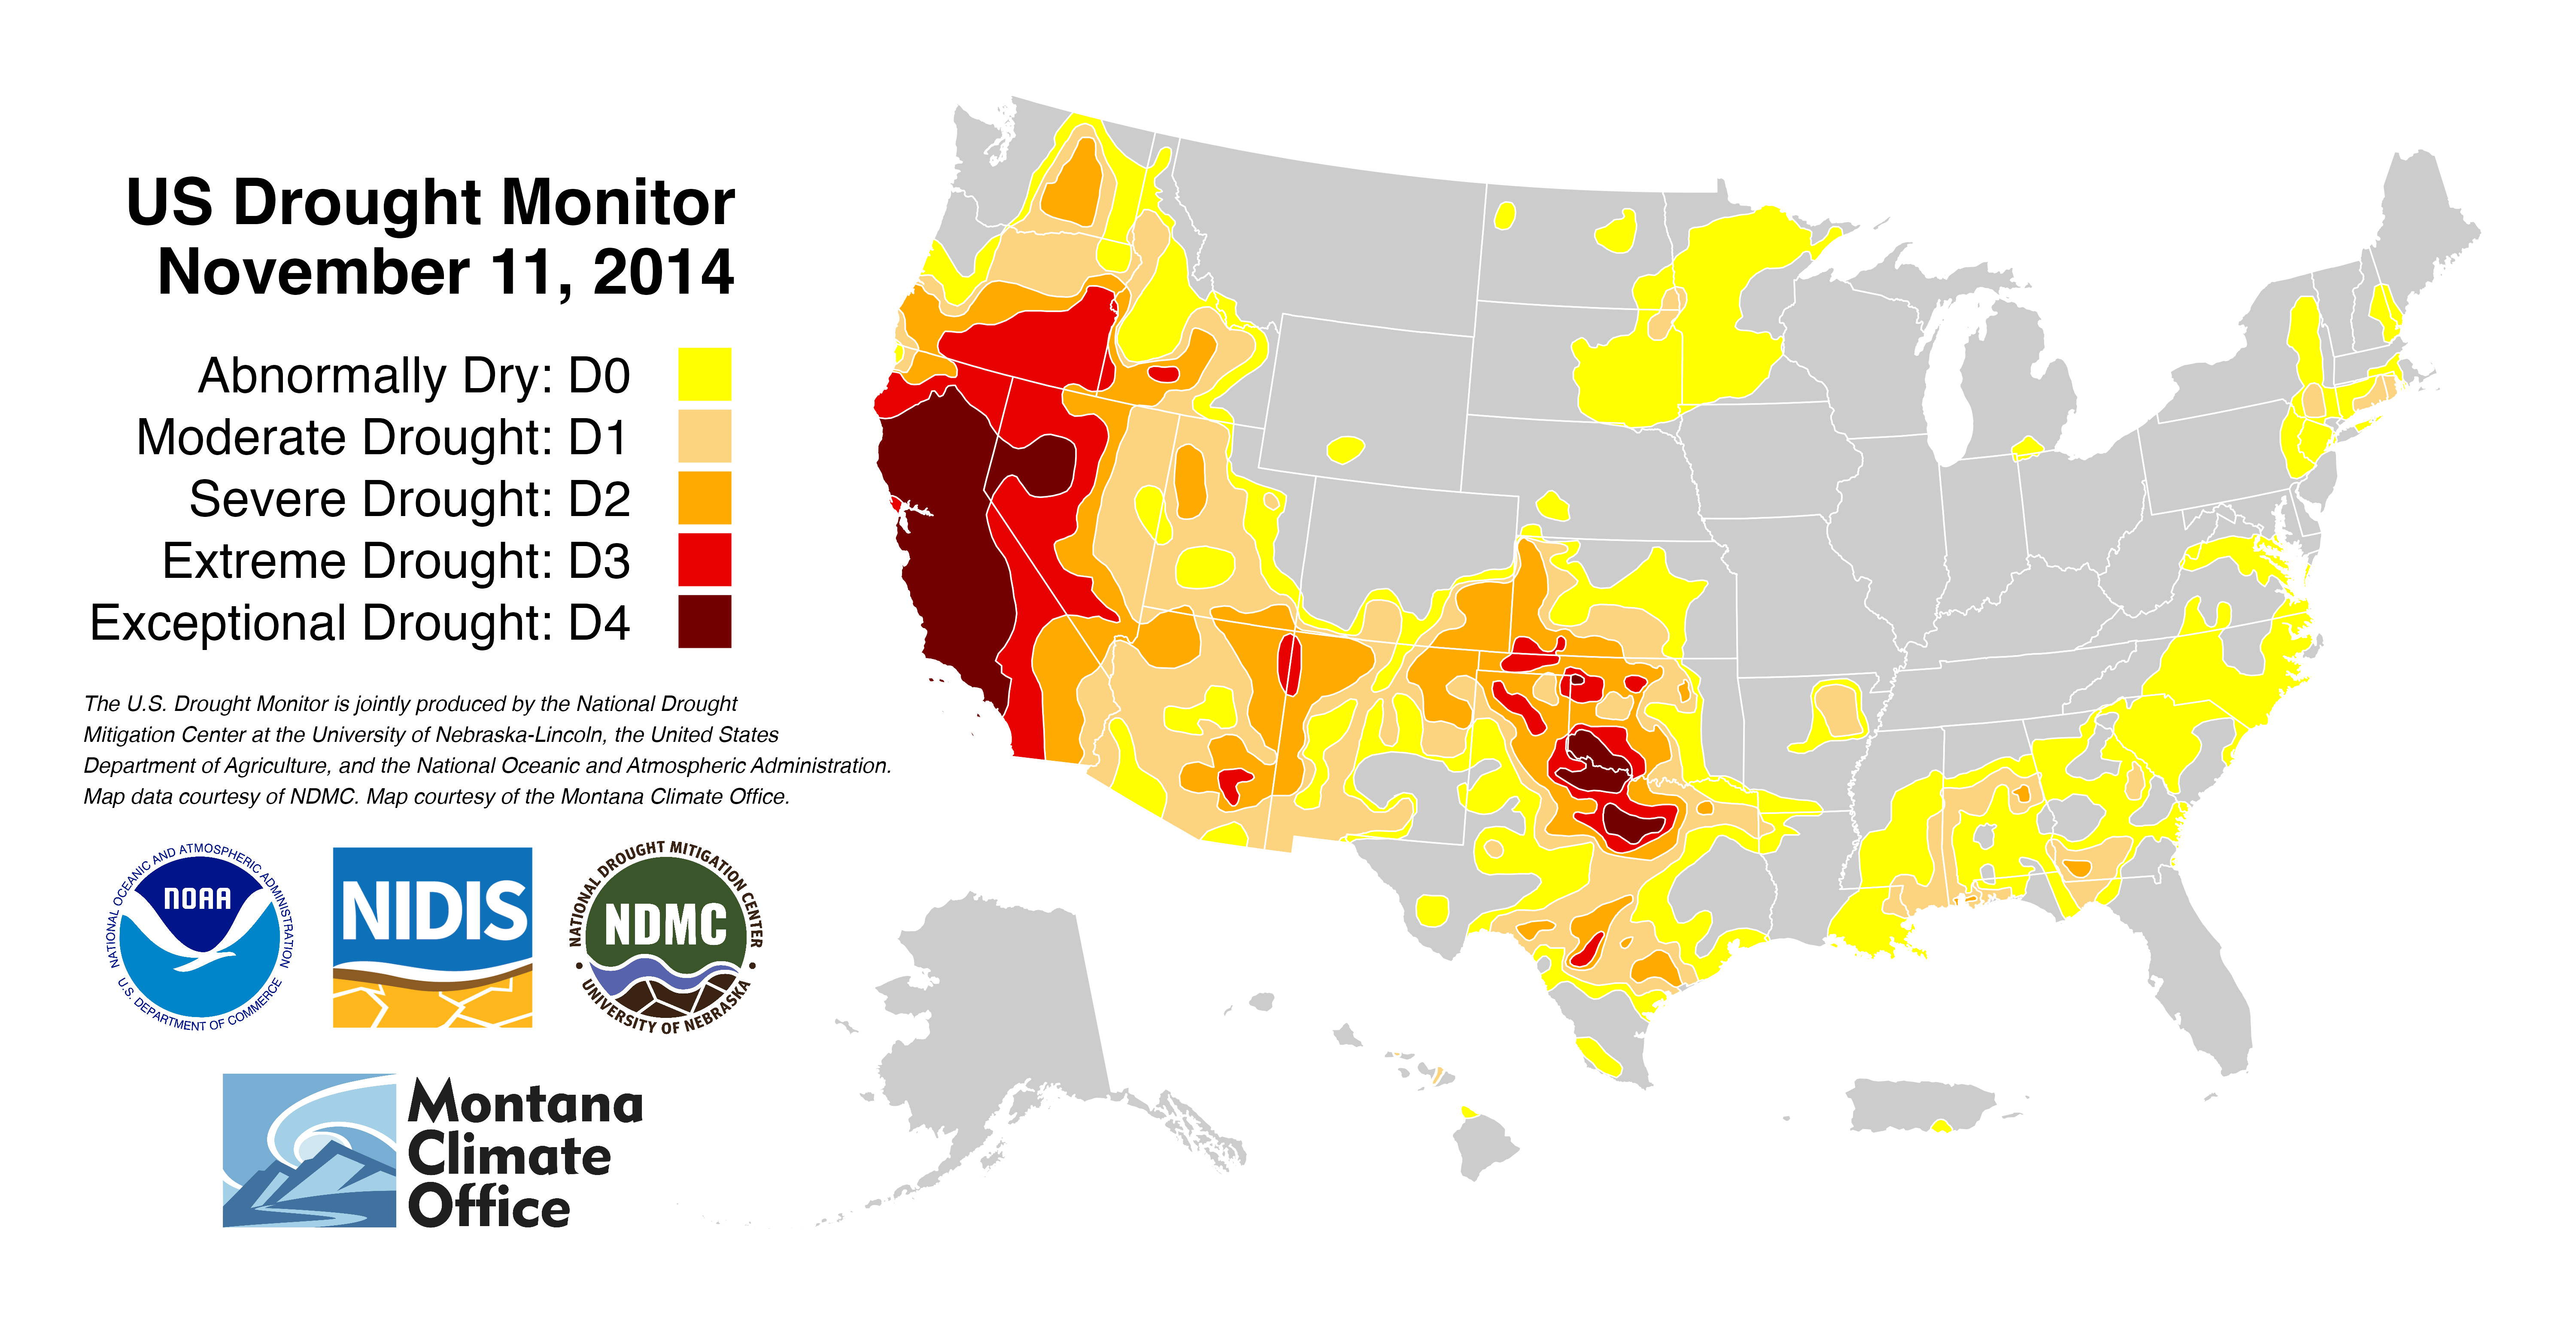 US Drought Monitor
November 11, 2014
Abnormally Dry: D0
Moderate Drought: D1
Severe Drought: D2
Extreme Drought: D3
Exceptional Drought: D4
The U.S. Drought Monitor is jointly produced by the National Drought
Mitigation Center at the University of Nebraska-Lincoln, the United States
Department of Agriculture, and the National Oceanic and Atmospheric Administration.
Map data courtesy of NDMC. Map courtesy of the Montana Climate Office.
NATIONAL OCEANIC AND ATMOSPHERIC ADMINISTRATION
NOAA
U.S. DEPARTMENT OF COMMERCE
NIDIS
NATIONAL DROUGHT MITIGATION CENTER
NDMC
UNIVERSITY OF NEBRASKA
Montana
Climate
Office